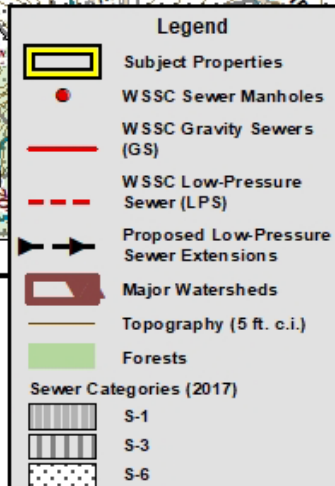 Legend
Subject Properties
WSSC Sewer Manholes
WSSC Gravity Sewers
(GS)
WSSC Low-Pressure
Sewer (LPS)
Proposed Low-Pressure
Sewer Extensions
Major Watersheds
Topography (5 ft. c.i.)
Forests
Sewer Categories (2017)
S-1
S-3
S-6